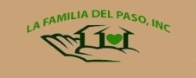 LA FAMILIA DEL PASO, INC